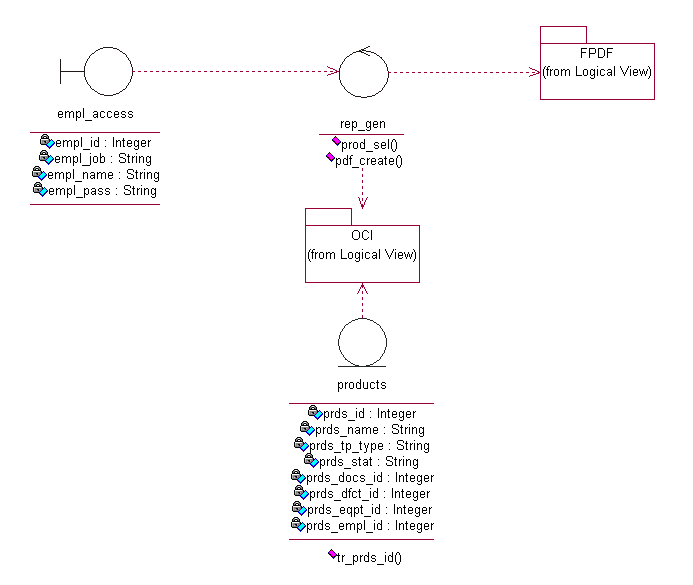 FPDF
(from Logical View)
empl_access
empl_id : Integer
empl_job : String
empl_name : String
empl_pass : String
rep_gen
prod_sel()
pdf_create()
OCI
(from Logical View)
products
prds_id : Integer
prds_name : String
prds_tp_type : String
prds_stat : String
prds_docs_id : Integer
prds_dfct_id : Integer
prds_eqpt_id : Integer
prds_empl_id : Integer
tr_prds_id()